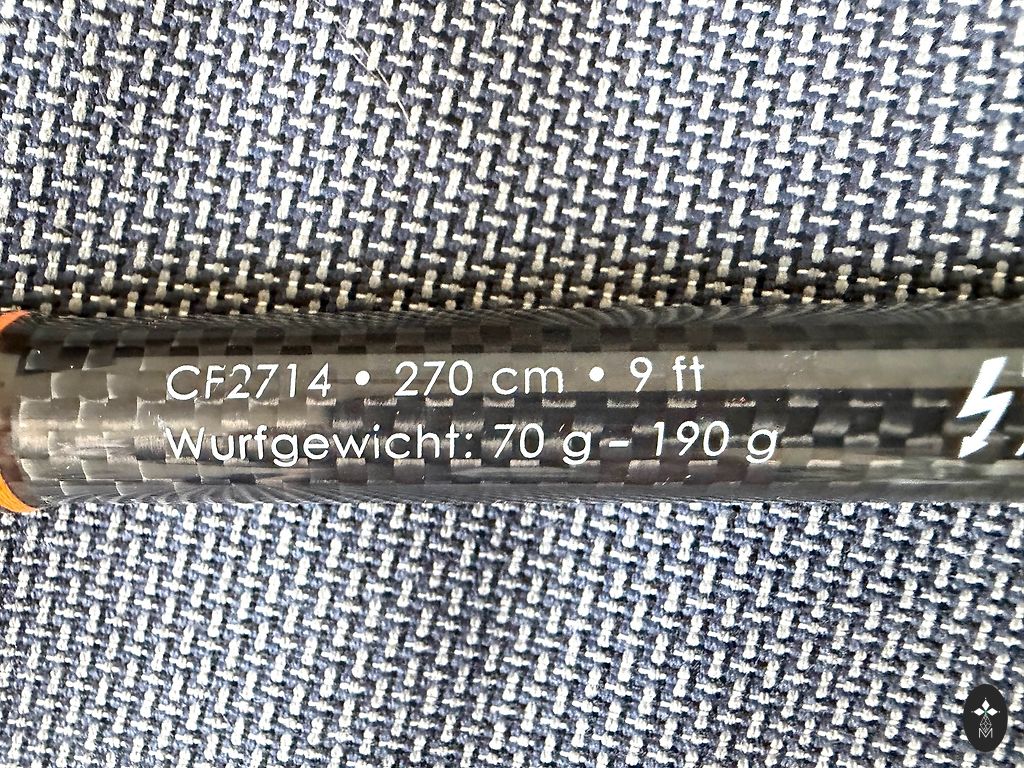 CF2714 • 270 cm • 9 ft
Wurfgewicht: 70 g – 190 g